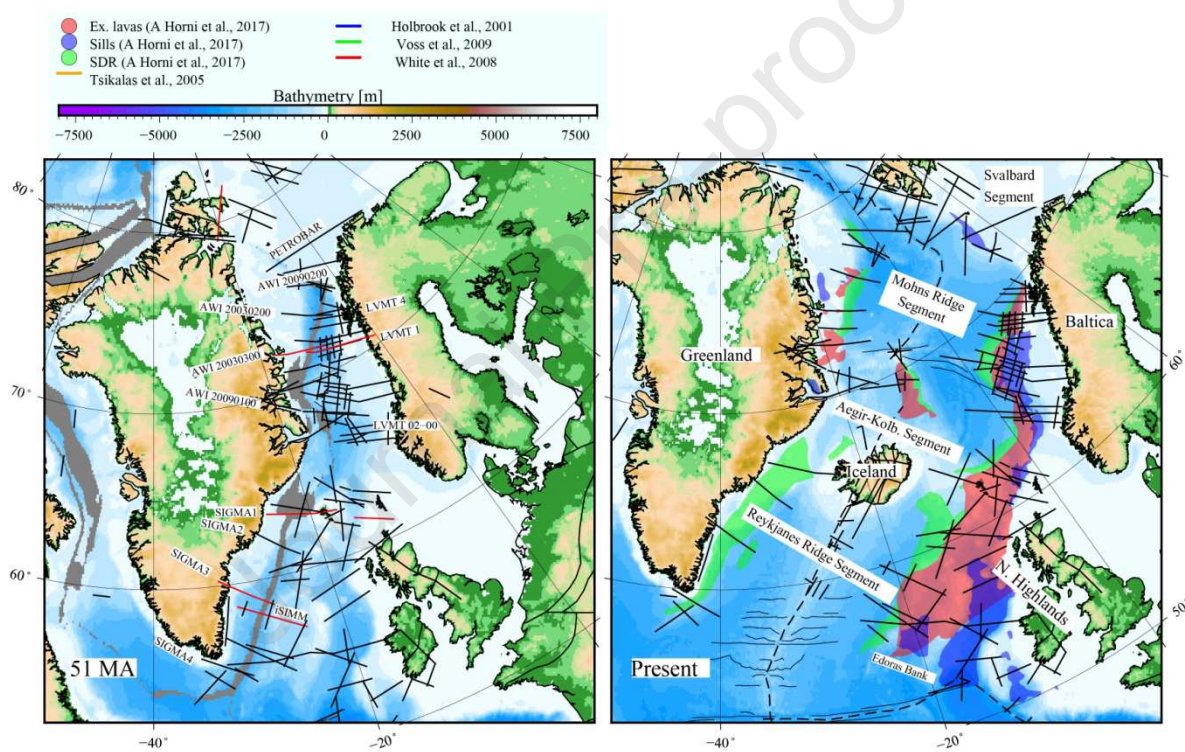 Ex. lavas (A Horni et al., 2017)
Sills (A Horni et al., 2017)
SDR (A Horni et al., 2017)
Tsikalas et al., 2005
Holbrook et al., 2001
Voss et al., 2009
White et al., 2008
Bathymetry [m]
−7500 −5000 −2500 0 2500 5000 7500
80°
70°
60°
−40° −20°
PETROBAR
AWI 20090200
AWI 20030200
LVMT 4
LVMT 1
AWI 20030300
AWI 20090100
LVMT 02−00
SIGMA1
SIGMA2
SIGMA3
iSIMM
SIGMA4
51 MA
Svalbard
Segment
Mohns Ridge
Segment
Baltica
Greenland
60°
Aegir-Kolb. Segment
Iceland
Reykjanes Ridge Segment
N. Highlands
Edoras Bank
50°
Present
−40° −20°
proo